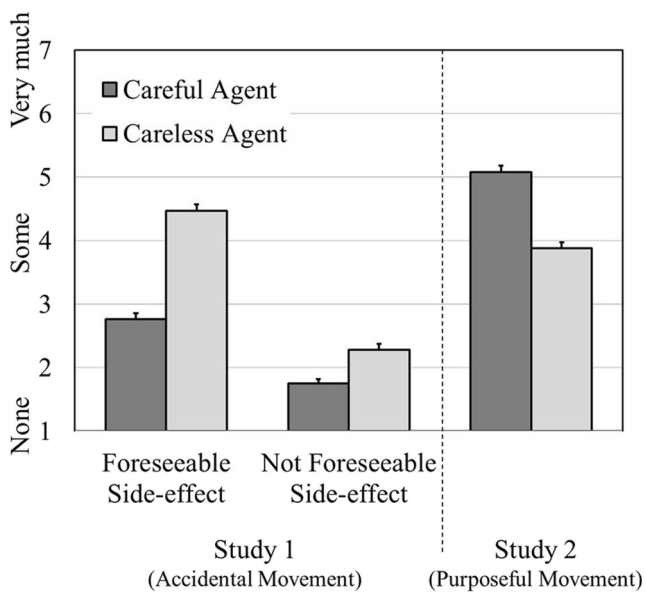 Very much
Some
None
7
6
5
4
3
2
1
Careful Agent
Careless Agent
Foreseeable
Side-effect
Not Foreseeable
Side-effect
Study 1
(Accidental Movement)
Study 2
(Purposeful Movement)